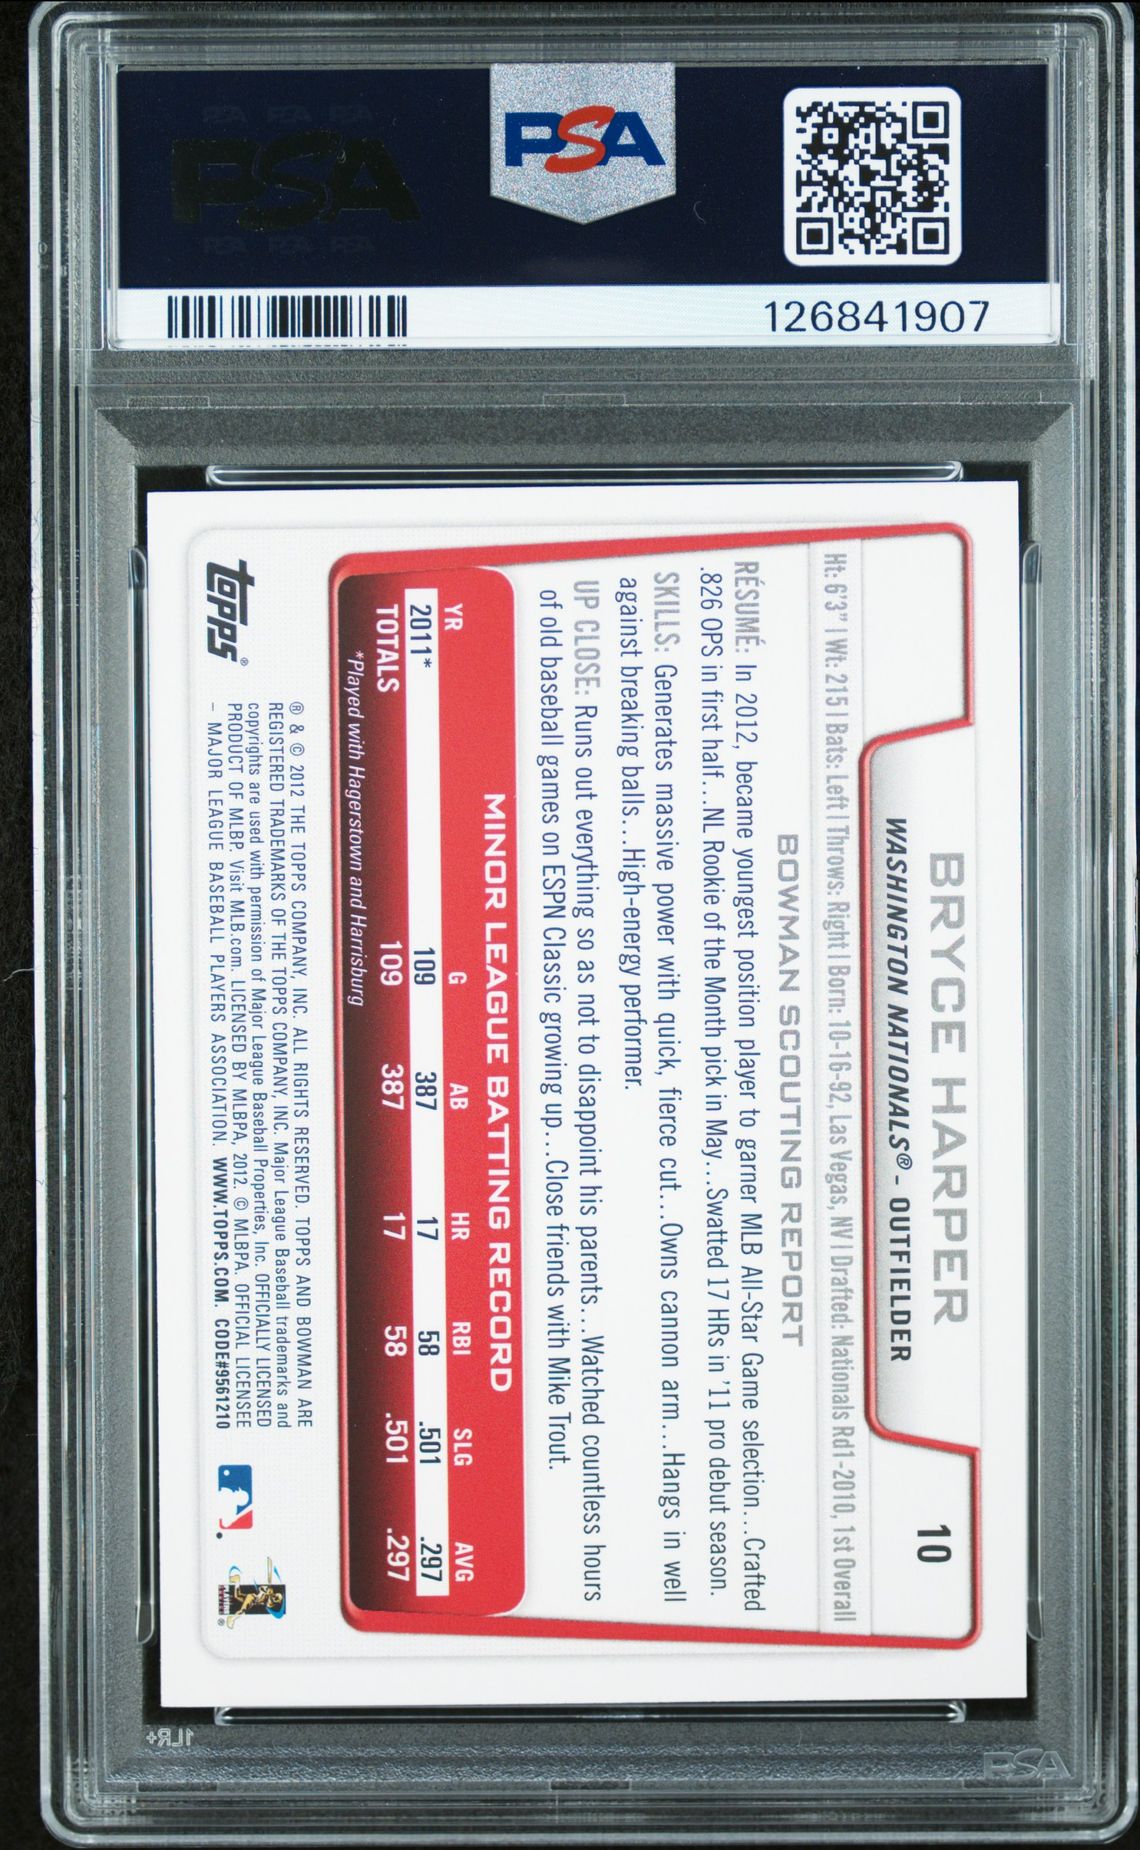 PSA PSA PSA
PSA
PSA PSA PSA
PSA
126841907
10
BRYCE HARPER
WASHINGTON NATIONALS® - OUTFIELDER
Ht: 6'3" | Wt: 215 | Bats: Left | Throws: Right | Born: 10-16-92, Las Vegas, NV | Drafted: Nationals Rd1-2010, 1st Overall
BOWMAN SCOUTING REPORT
RÉSUMÉ: In 2012, became youngest position player to garner MLB All-Star Game selection...Crafted
.826 OPS in first half...NL Rookie of the Month pick in May...Swatted 17 HRs in '11 pro debut season.
SKILLS: Generates massive power with quick, fierce cut...Owns cannon arm...Hangs in well
against breaking balls...High-energy performer.
UP CLOSE: Runs out everything so as not to disappoint his parents...Watched countless hours
of old baseball games on ESPN Classic growing up...Close friends with Mike Trout.
MINOR LEAGUE BATTING RECORD
YR G AB HR RBI SLG AVG
2011* 109 387 17 58 .501 .297
TOTALS 109 387 17 58 .501 .297
*Played with Hagerstown and Harrisburg
topps®
® & © 2012 THE TOPPS COMPANY, INC. ALL RIGHTS RESERVED. TOPPS AND BOWMAN ARE
REGISTERED TRADEMARKS OF THE TOPPS COMPANY, INC. Major League Baseball trademarks and
copyrights are used with permission of Major League Baseball Properties, Inc. OFFICIALLY LICENSED
PRODUCT OF MLBP. Visit MLB.com. LICENSED BY MLBPA, 2012. © MLBPA, OFFICIAL LICENSEE
– MAJOR LEAGUE BASEBALL PLAYERS ASSOCIATION. WWW.TOPPS.COM. CODE#9561210
1LR+
PSA